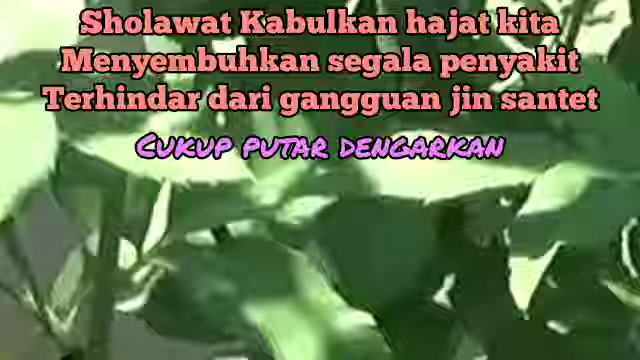 Sholawat Kabulkan hajat kita
Menyembuhkan segala penyakit
Terhindar dari gangguan jin santet
Cukup putar dengarkan